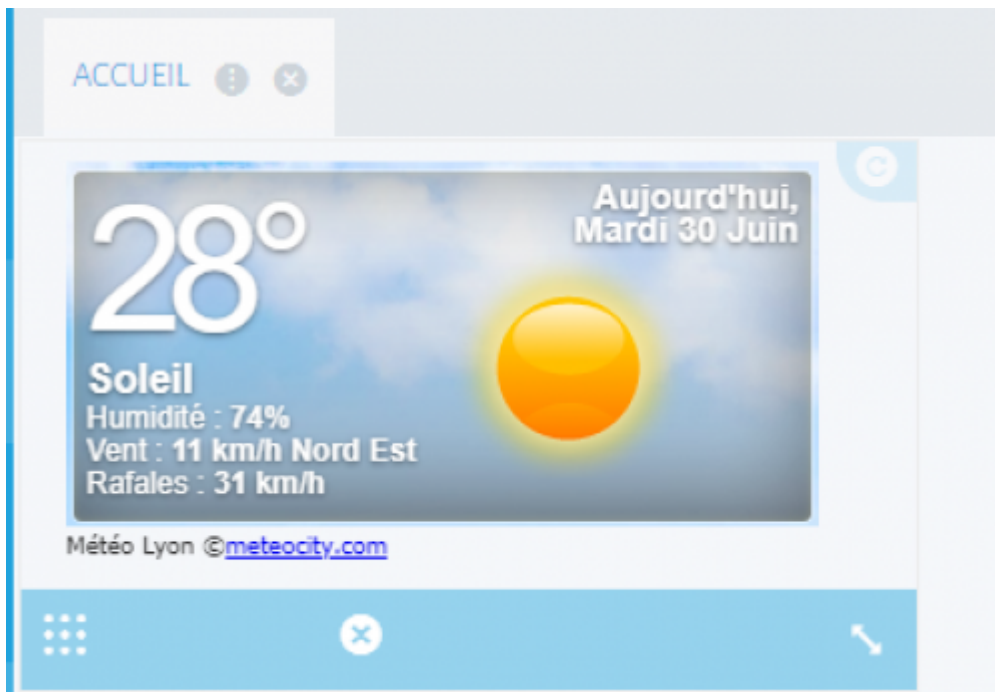 ACCUEIL
28°
Aujourd'hui,
Mardi 30 Juin
Soleil
Humidité : 74%
Vent : 11 km/h Nord Est
Rafales : 31 km/h
Météo Lyon ©meteocity.com